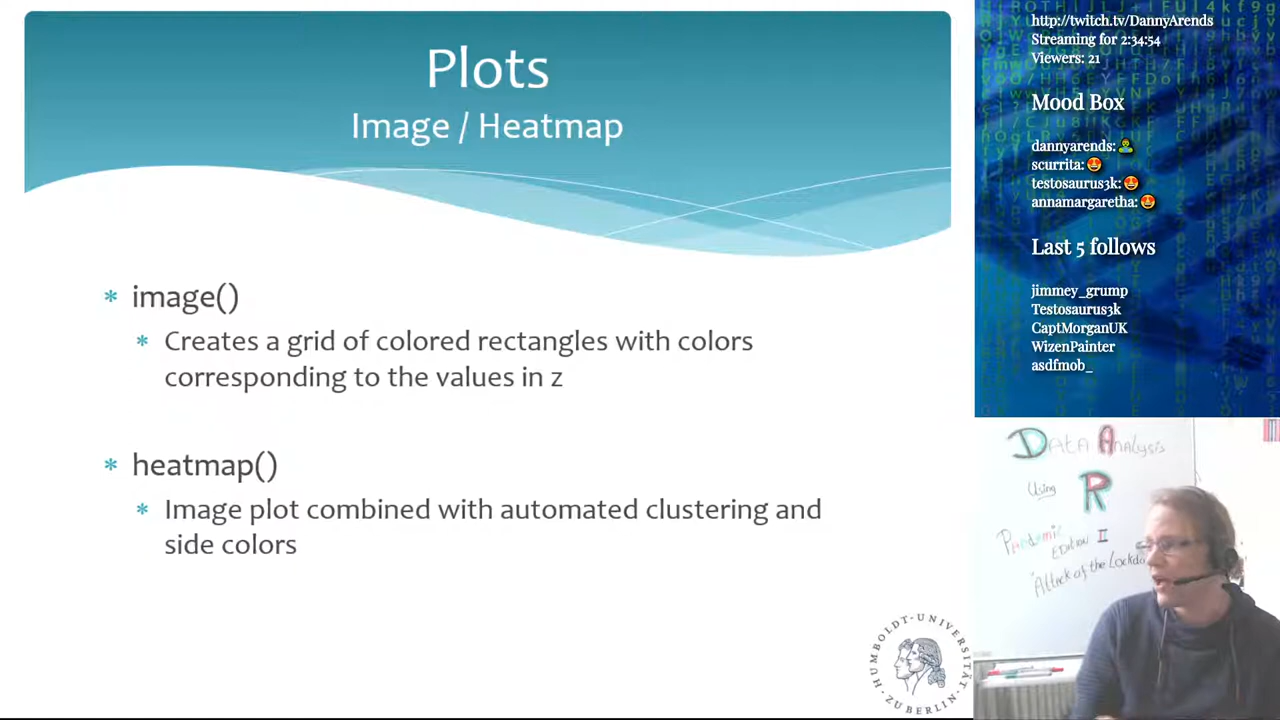 Plots
Image / Heatmap
* image()
* Creates a grid of colored rectangles with colors
corresponding to the values in z
* heatmap()
* Image plot combined with automated clustering and
side colors
HUMBOLDT-UNIVERSITÄT
ZU BERLIN
http://twitch.tv/DannyArends
Streaming for 2:34:54
Viewers: 21
Mood Box
dannyarends:
scurrita:
testosaurus3k:
annamargaretha:
Last 5 follows
jimmey_grump
Testosaurus3k
CaptMorganUK
WizenPainter
asdfmob_
DATA ANALYSIS
Using R
Pandemic
EDITION II
"Attack of the Lockdo